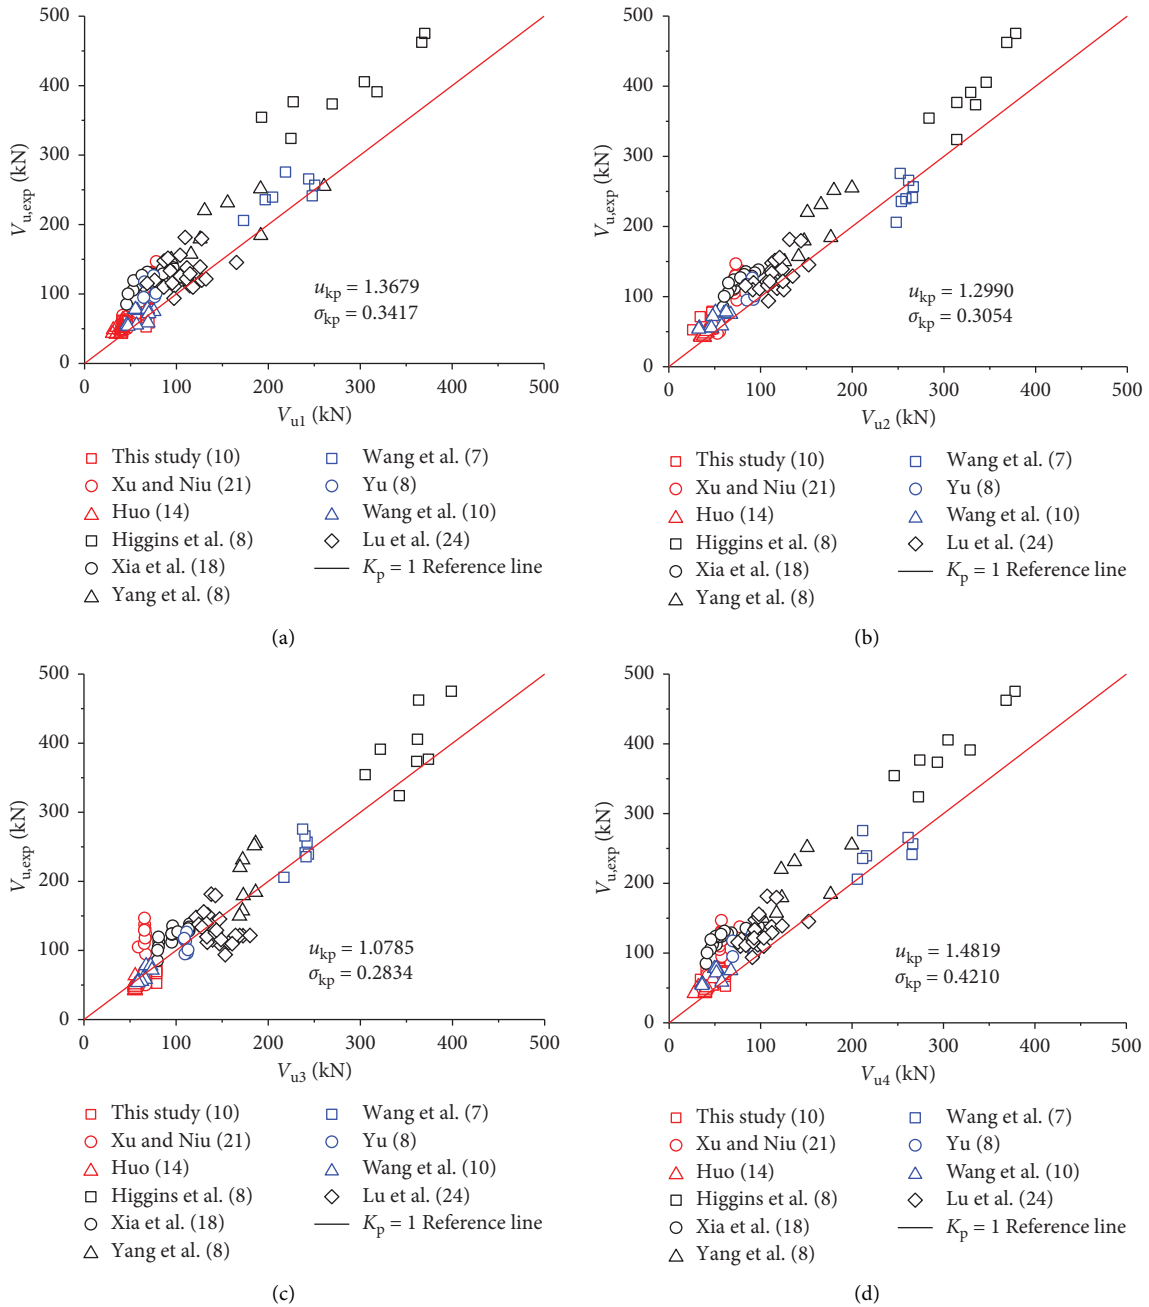 500
400
300
200
100
0
V_u,exp (kN)
u_kp = 1.3679
σ_kp = 0.3417
0 100 200 300 400 500
V_u1 (kN)
This study (10)
Xu and Niu (21)
Huo (14)
Higgins et al. (8)
Xia et al. (18)
Yang et al. (8)
Wang et al. (7)
Yu (8)
Wang et al. (10)
Lu et al. (24)
K_p = 1 Reference line
(a)
500
400
300
200
100
0
V_u,exp (kN)
u_kp = 1.2990
σ_kp = 0.3054
0 100 200 300 400 500
V_u2 (kN)
This study (10)
Xu and Niu (21)
Huo (14)
Higgins et al. (8)
Xia et al. (18)
Yang et al. (8)
Wang et al. (7)
Yu (8)
Wang et al. (10)
Lu et al. (24)
K_p = 1 Reference line
(b)
500
400
300
200
100
0
V_u,exp (kN)
u_kp = 1.0785
σ_kp = 0.2834
0 100 200 300 400 500
V_u3 (kN)
This study (10)
Xu and Niu (21)
Huo (14)
Higgins et al. (8)
Xia et al. (18)
Yang et al. (8)
Wang et al. (7)
Yu (8)
Wang et al. (10)
Lu et al. (24)
K_p = 1 Reference line
(c)
500
400
300
200
100
0
V_u,exp (kN)
u_kp = 1.4819
σ_kp = 0.4210
0 100 200 300 400 500
V_u4 (kN)
This study (10)
Xu and Niu (21)
Huo (14)
Higgins et al. (8)
Xia et al. (18)
Yang et al. (8)
Wang et al. (7)
Yu (8)
Wang et al. (10)
Lu et al. (24)
K_p = 1 Reference line
(d)